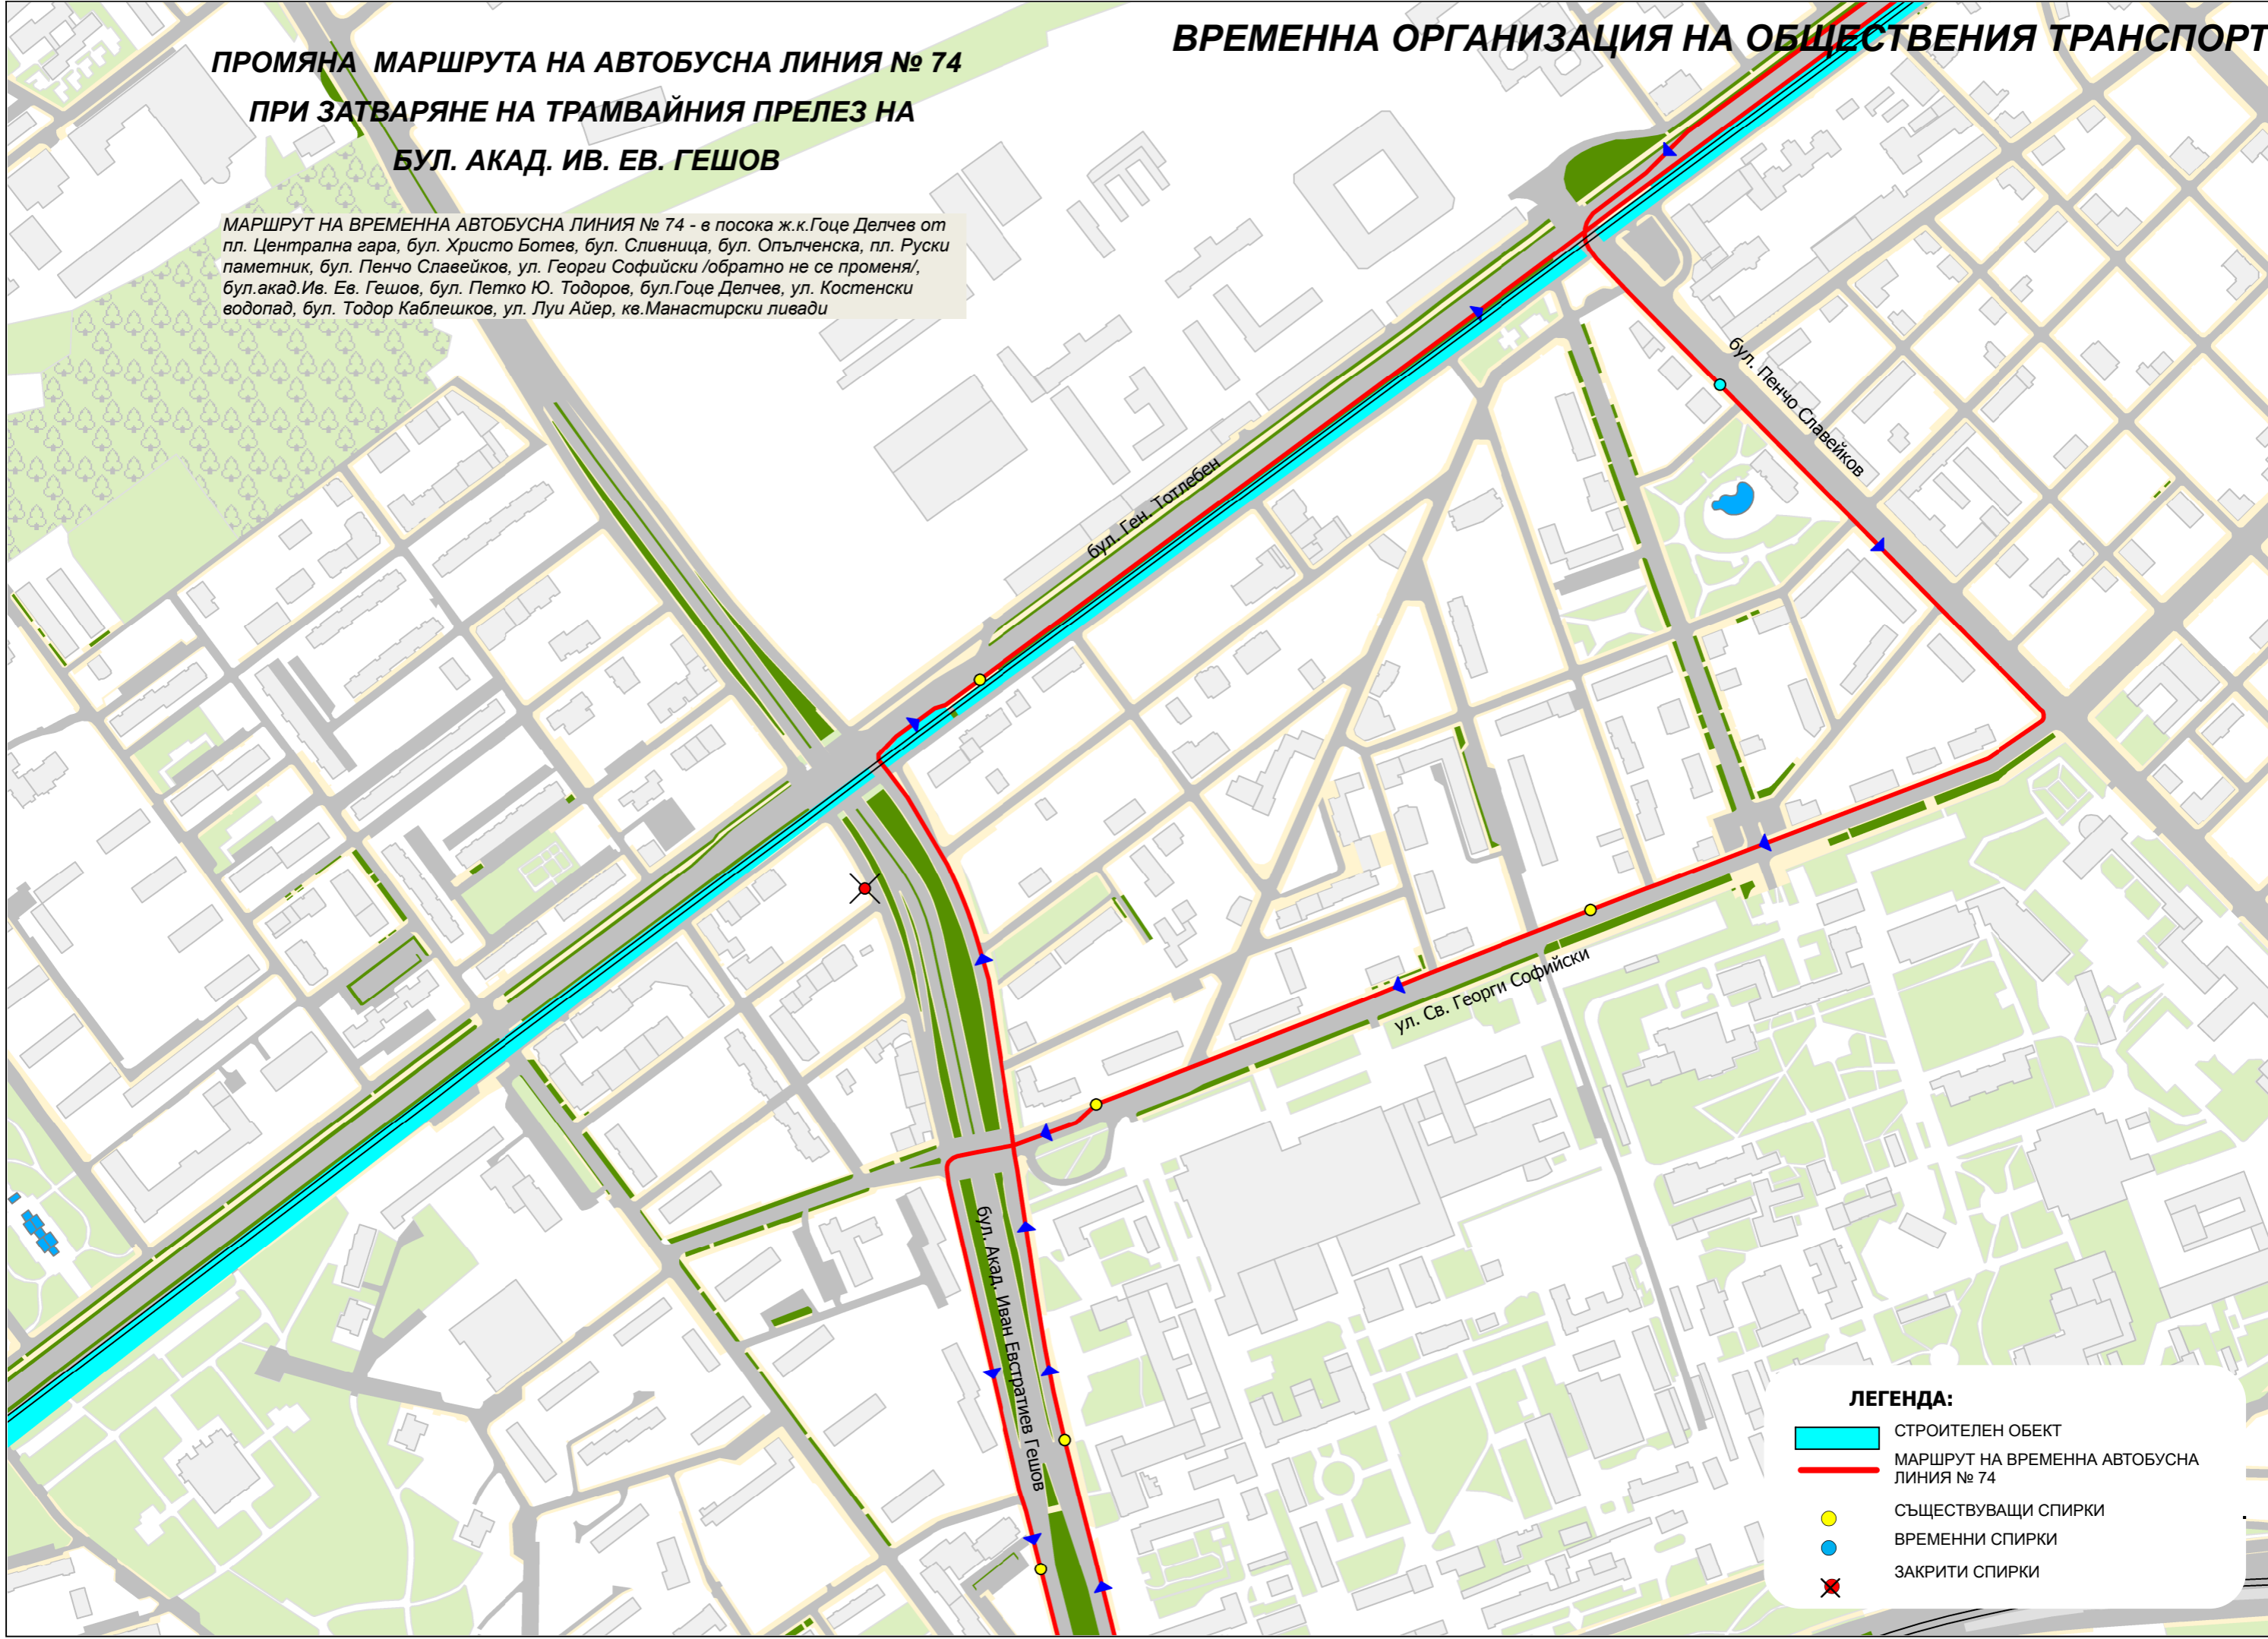 ВРЕМЕННА ОРГАНИЗАЦИЯ НА ОБЩЕСТВЕНИЯ ТРАНСПОРТ
ПРОМЯНА МАРШРУТА НА АВТОБУСНА ЛИНИЯ № 74
ПРИ ЗАТВАРЯНЕ НА ТРАМВАЙНИЯ ПРЕЛЕЗ НА
БУЛ. АКАД. ИВ. ЕВ. ГЕШОВ
МАРШРУТ НА ВРЕМЕННА АВТОБУСНА ЛИНИЯ № 74 - в посока ж.к.Гоце Делчев от
пл. Централна гара, бул. Христо Ботев, бул. Сливница, бул. Опълченска, пл. Руски
паметник, бул. Пенчо Славейков, ул. Георги Софийски /обратно не се променя/,
бул.акад.Ив. Ев. Гешов, бул. Петко Ю. Тодоров, бул.Гоце Делчев, ул. Костенски
водопад, бул. Тодор Каблешков, ул. Луи Айер, кв.Манастирски ливади
бул. Пенчо Славейков
бул. Ген. Тотлебен
ул. Св. Георги Софийски
бул. Акад. Иван Евстратиев Гешов
ЛЕГЕНДА:
СТРОИТЕЛЕН ОБЕКТ
МАРШРУТ НА ВРЕМЕННА АВТОБУСНА
ЛИНИЯ № 74
СЪЩЕСТВУВАЩИ СПИРКИ
ВРЕМЕННИ СПИРКИ
ЗАКРИТИ СПИРКИ